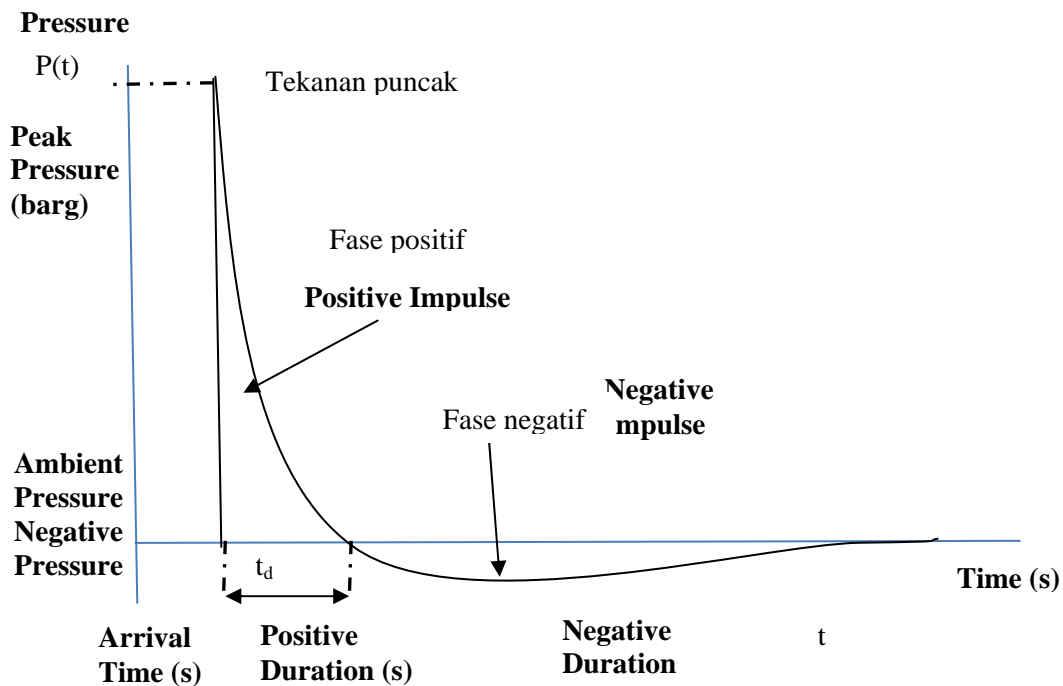 Pressure
P(t)
Tekanan puncak
Peak
Pressure
(barg)
Fase positif
Positive Impulse
Negative
mpulse
Fase negatif
Ambient
Pressure
Negative
Pressure
t_d
Time (s)
Arrival
Time (s)
Positive
Duration (s)
Negative
Duration
t